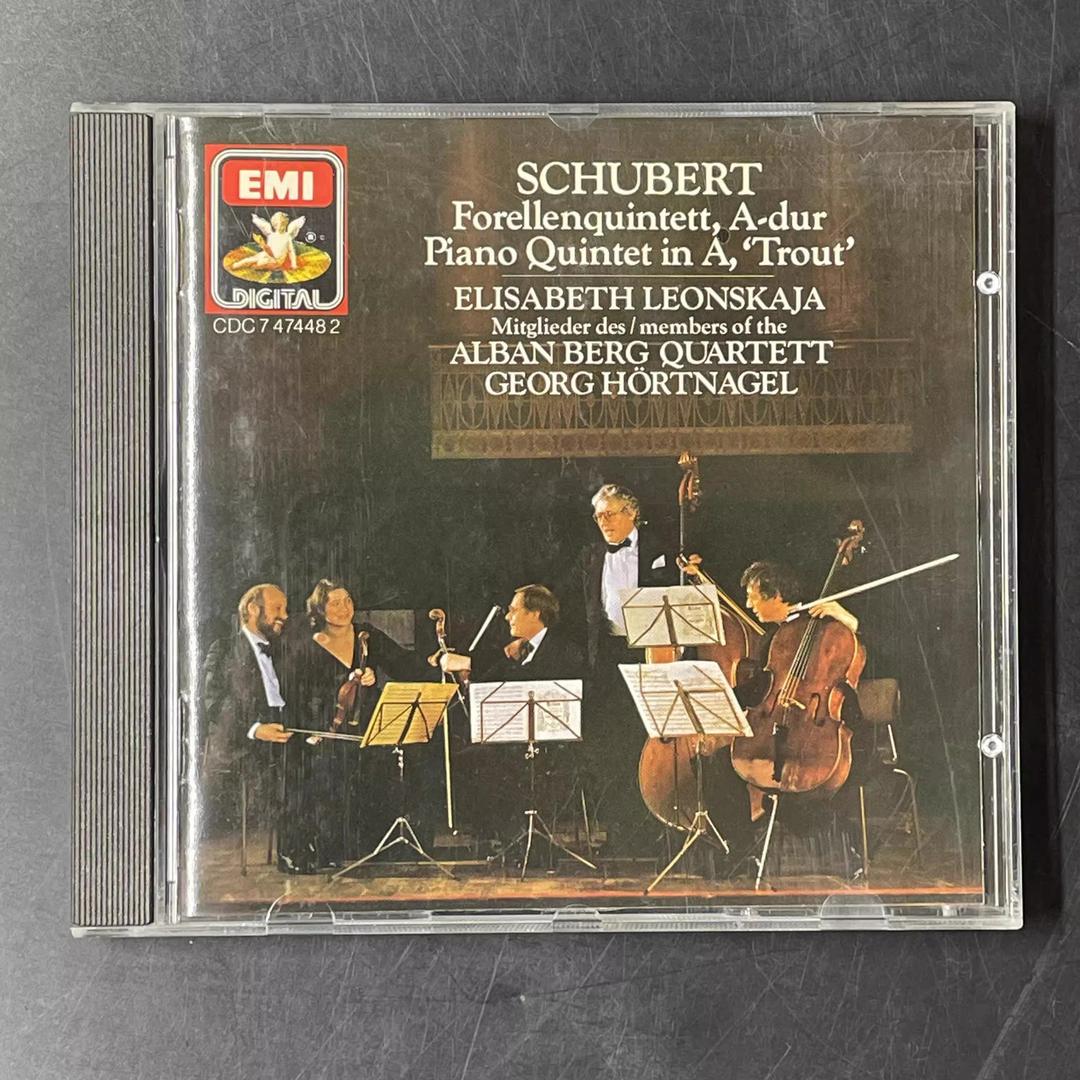 EMI
DIGITAL
CDC 7 47448 2
SCHUBERT
Forellenquintett, A-dur
Piano Quintet in A, ‘Trout’
ELISABETH LEONSKAJA
Mitglieder des / members of the
ALBAN BERG QUARTETT
GEORG HÖRTNAGEL